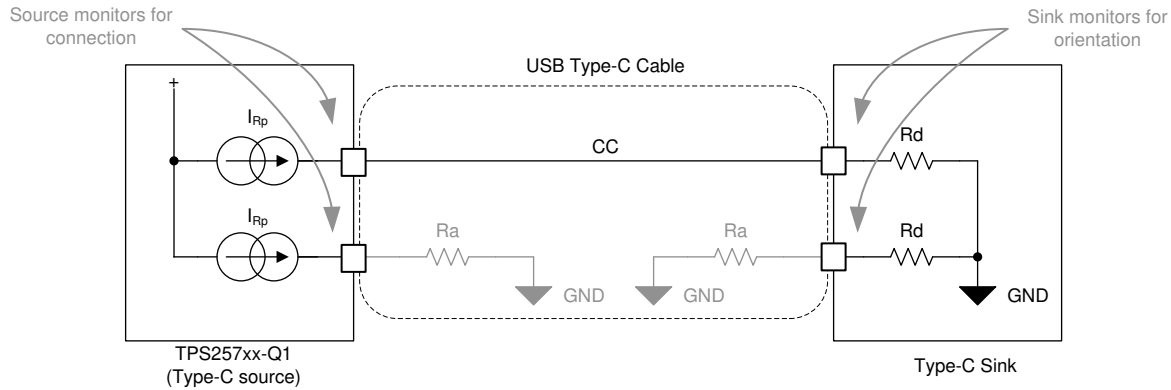 Source monitors for
connection
Sink monitors for
orientation
USB Type-C Cable
+
IRp
CC
Rd
IRp
Ra
Ra
Rd
GND
GND
GND
TPS257xx-Q1
(Type-C source)
Type-C Sink